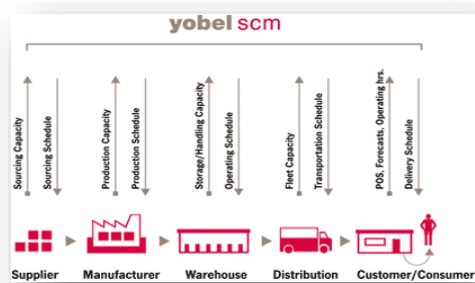 yobel scm
Sourcing Capacity
Sourcing Schedule
Production Capacity
Production Schedule
Storage/Handling Capacity
Operating Schedule
Fleet Capacity
Transportation Schedule
POS, Forecasts, Operating hrs.
Delivery Schedule
Supplier
Manufacturer
Warehouse
Distribution
Customer/Consumer